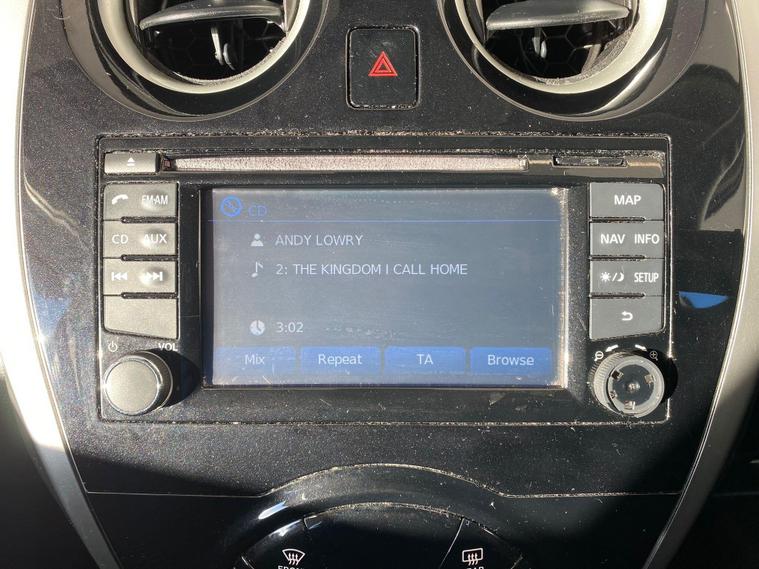 FM·AM
CD AUX
VOL
CD
ANDY LOWRY
2: THE KINGDOM I CALL HOME
3:02
Mix Repeat TA Browse
MAP
NAV INFO
SETUP